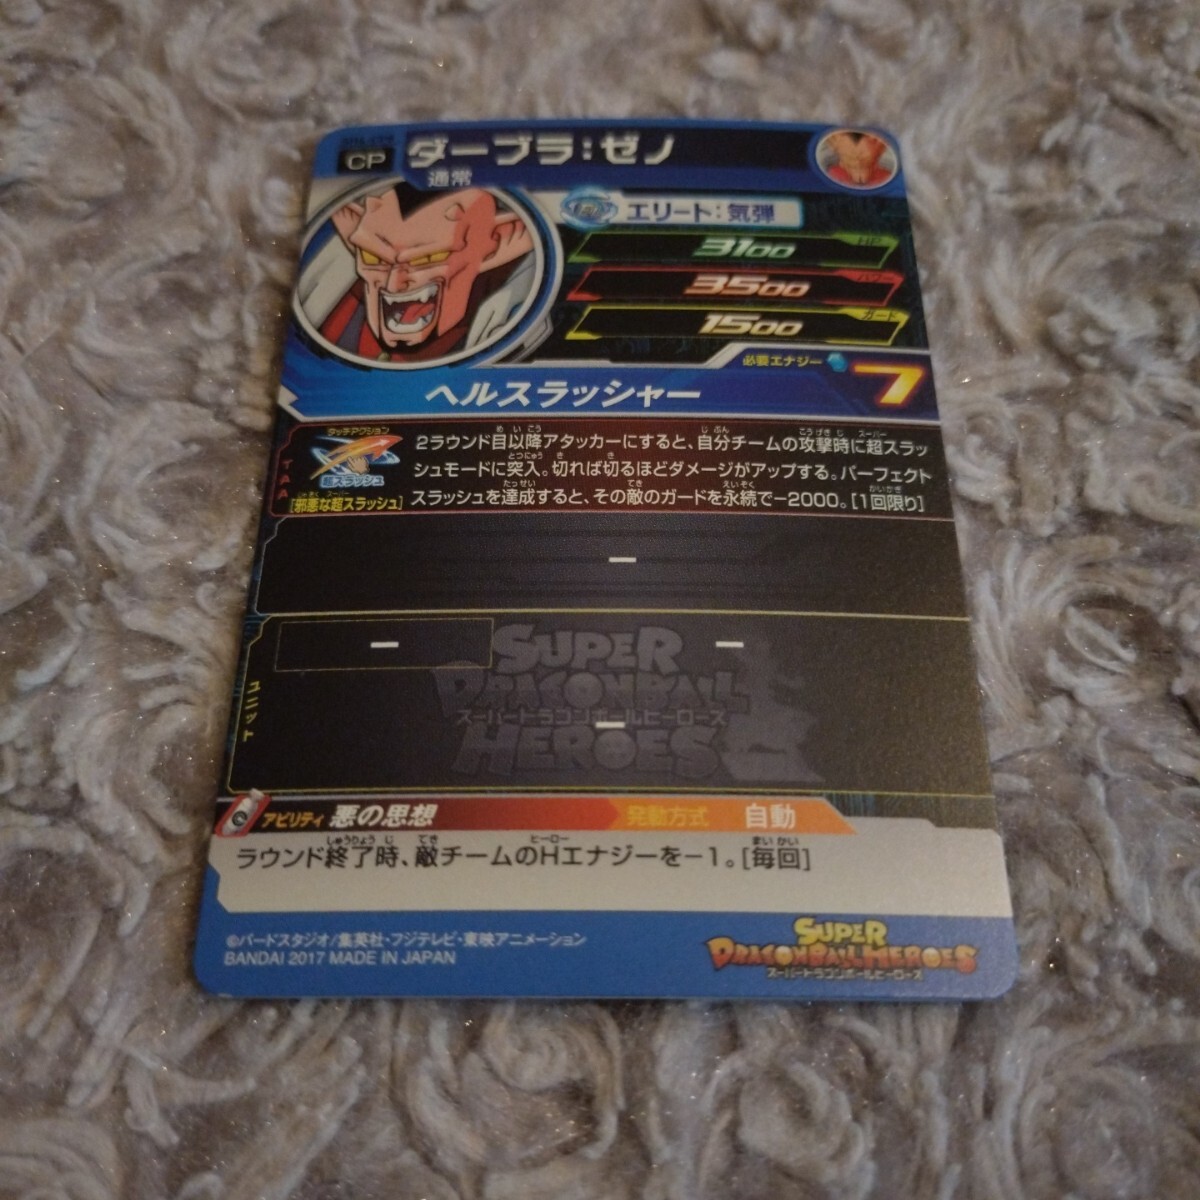 CP
ダーブラ：ゼノ
通常
エリート：気弾
3100 HP
3500 パワー
1500 ガード
必要エナジー 7
ヘルスラッシャー
TAA
タッチアクション
超スラッシュ
[邪悪な超スラッシュ]
2ラウンド目以降アタッカーにすると、自分チームの攻撃時に超スラッ
シュモードに突入。切れば切るほどダメージがアップする。パーフェクト
スラッシュを達成すると、その敵のガードを永続で−2000。[1回限り]
−
ユニット
− −
−
SUPER
DRAGONBALL
スーパードラゴンボールヒーローズ
HEROES
アビリティ 悪の思想 発動方式 自動
ラウンド終了時、敵チームのHエナジーを−1。[毎回]
©バードスタジオ/集英社・フジテレビ・東映アニメーション
BANDAI 2017 MADE IN JAPAN
SUPER
DRAGONBALL HEROES
スーパードラゴンボールヒーローズ